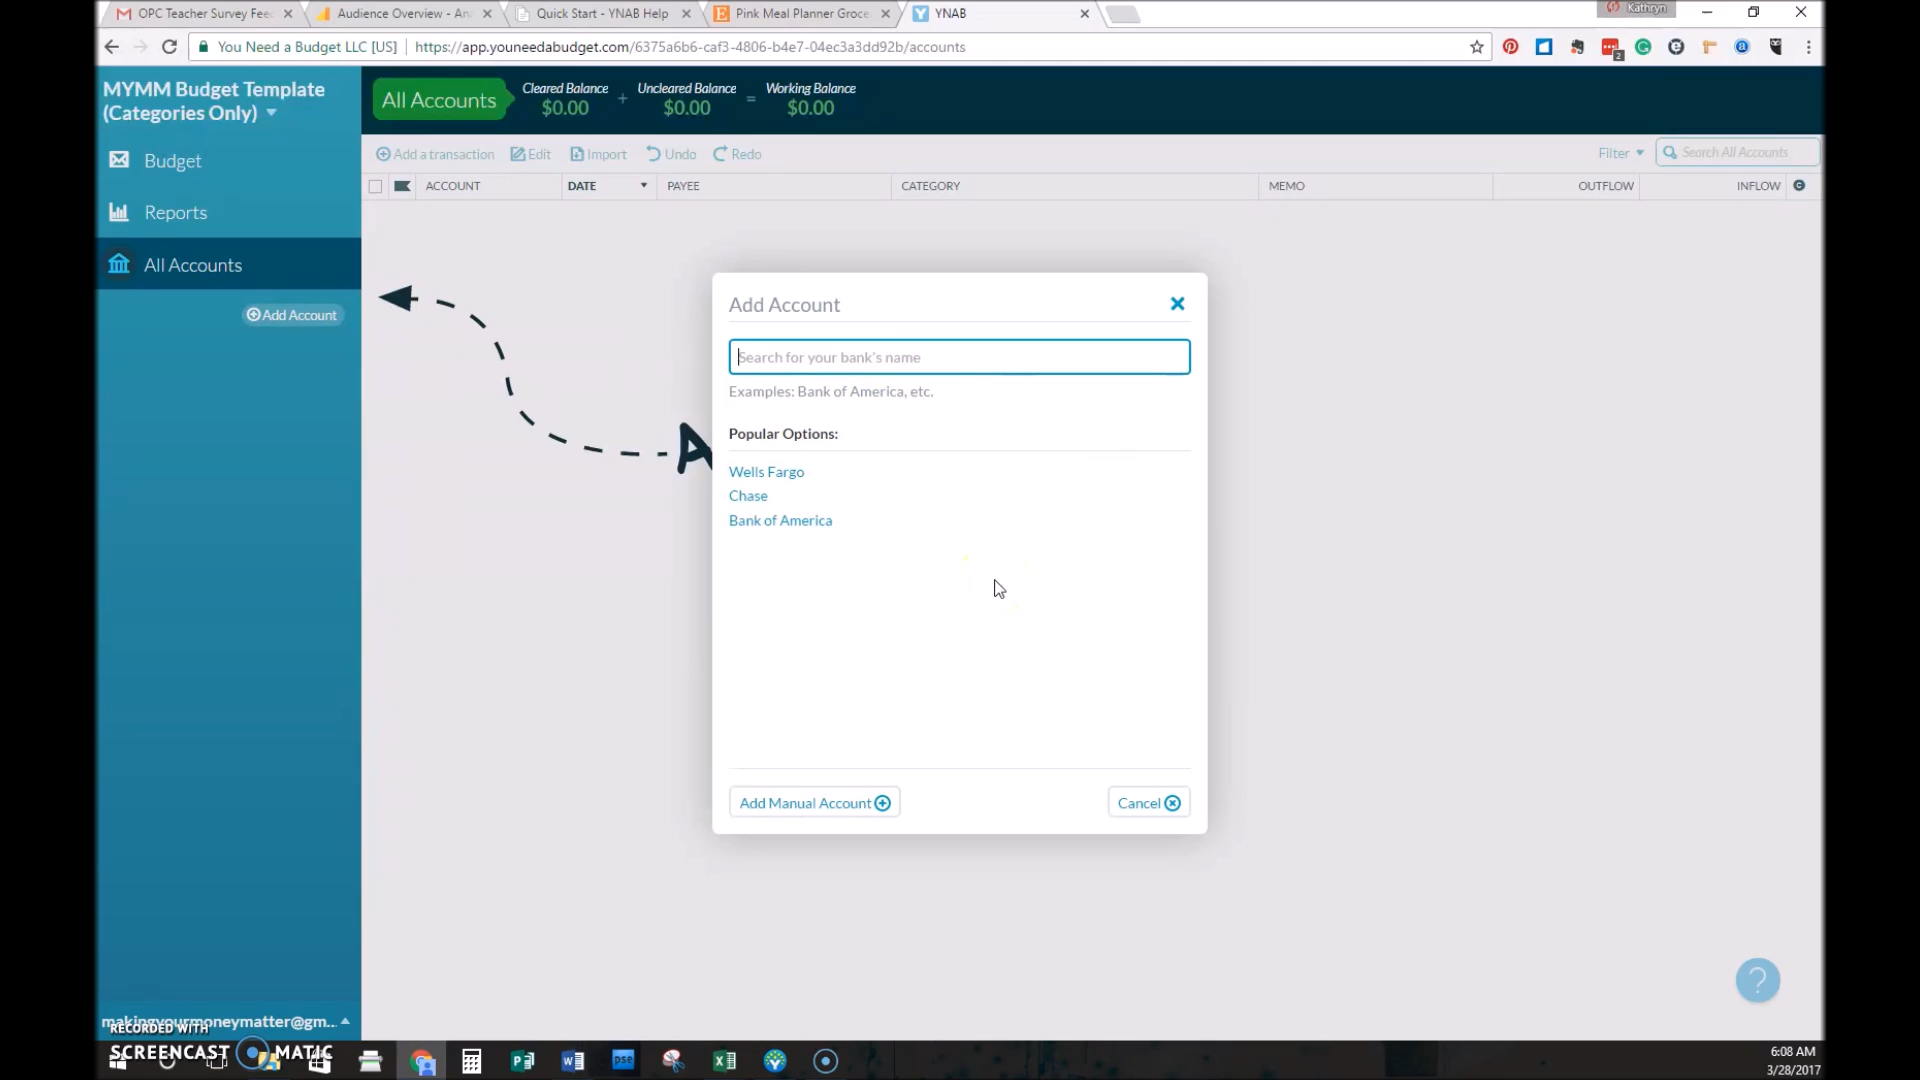 OPC Teacher Survey Fee
Audience Overview - An
Quick Start - YNAB Help
Pink Meal Planner Groce
YNAB
Kathryn
You Need a Budget LLC [US]
https://app.youneedabudget.com/6375a6b6-caf3-4806-b4e7-04ec3a3dd92b/accounts
2
MYMM Budget Template
(Categories Only)
Budget
Reports
All Accounts
Add Account
All Accounts
Cleared Balance
$0.00
+
Uncleared Balance
$0.00
=
Working Balance
$0.00
Add a transaction
Edit
Import
Undo
Redo
Filter
Search All Accounts
ACCOUNT
DATE
PAYEE
CATEGORY
MEMO
OUTFLOW
INFLOW
A
Add Account
Search for your bank's name
Examples: Bank of America, etc.
Popular Options:
Wells Fargo
Chase
Bank of America
Add Manual Account
Cancel
?
makingyourmoneymatter@gm...
RECORDED WITH
SCREENCAST MATIC
pse
6:08 AM
3/28/2017